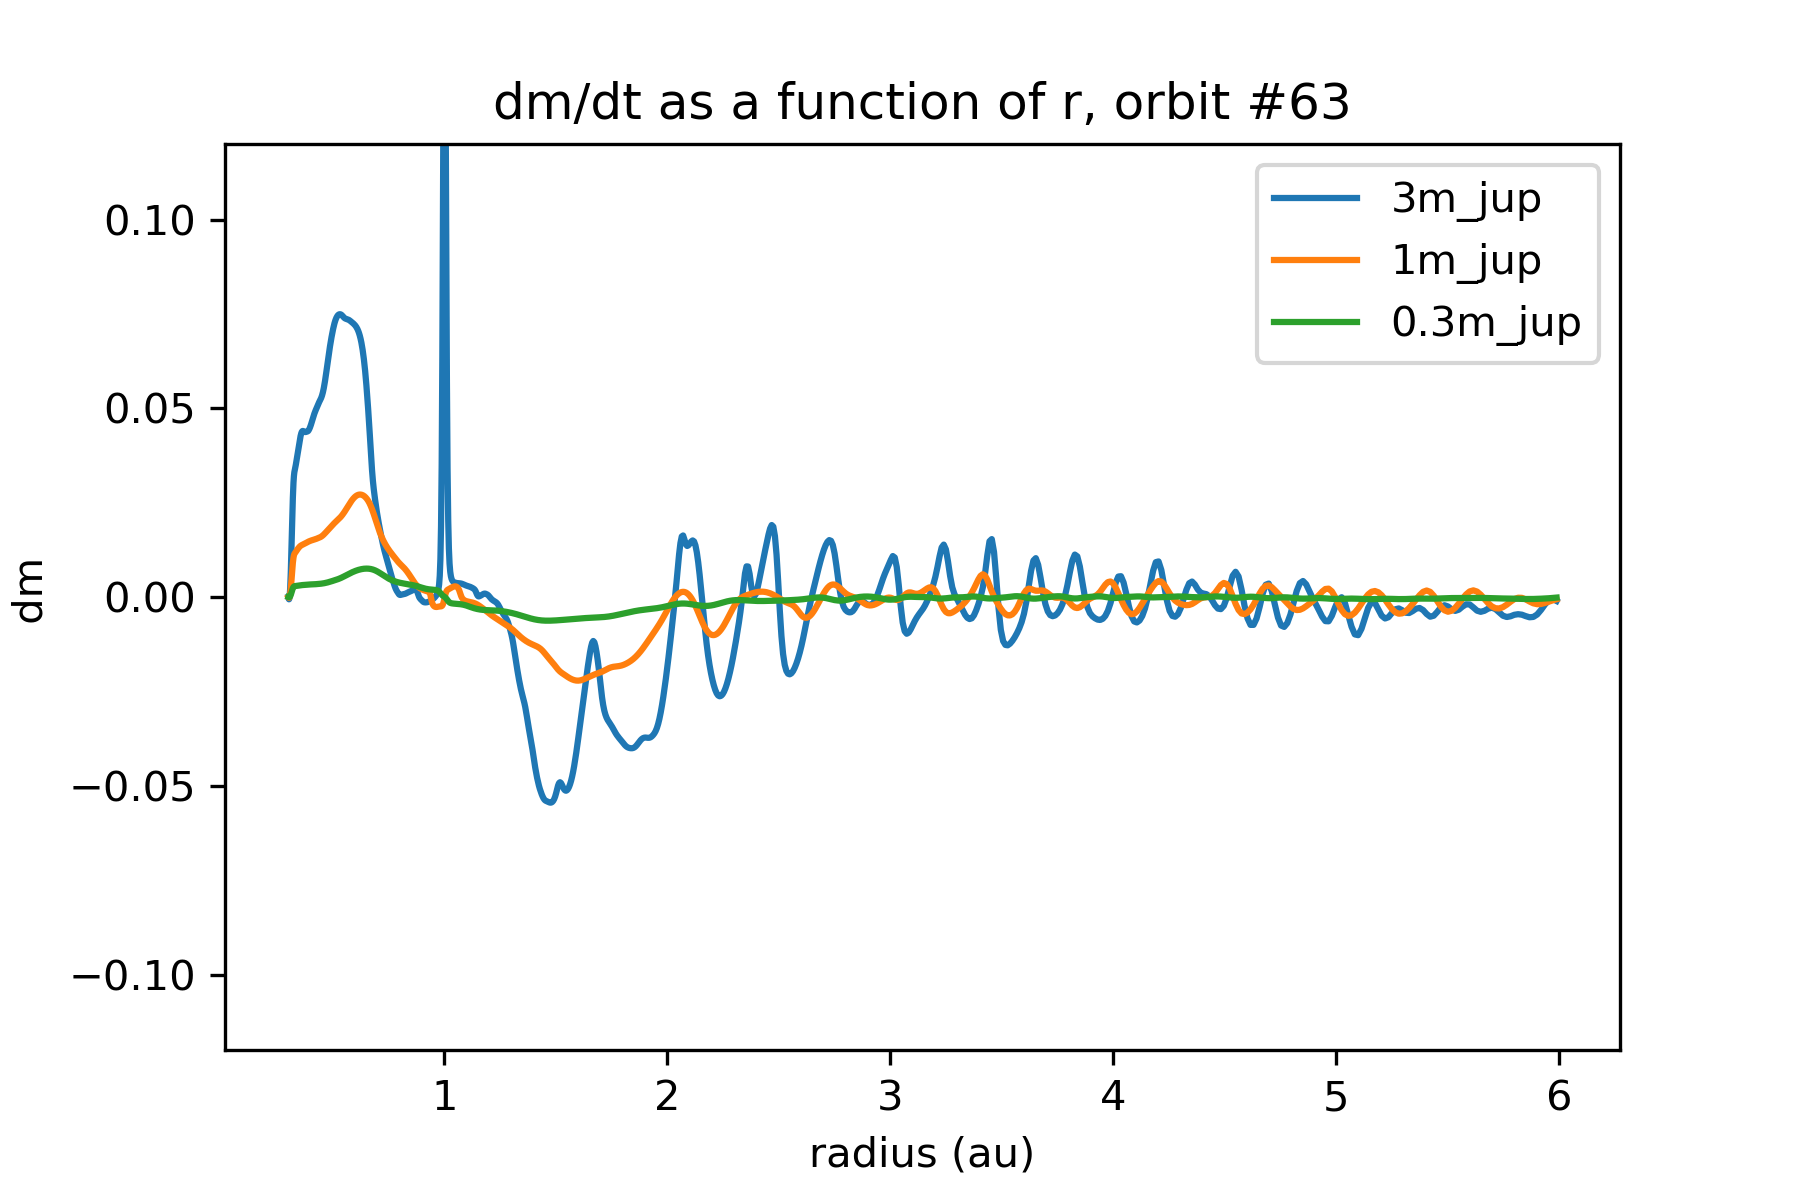 dm/dt as a function of r, orbit #63
3m_jup
1m_jup
0.3m_jup
0.10
0.05
0.00
−0.05
−0.10
dm
1 2 3 4 5 6
radius (au)